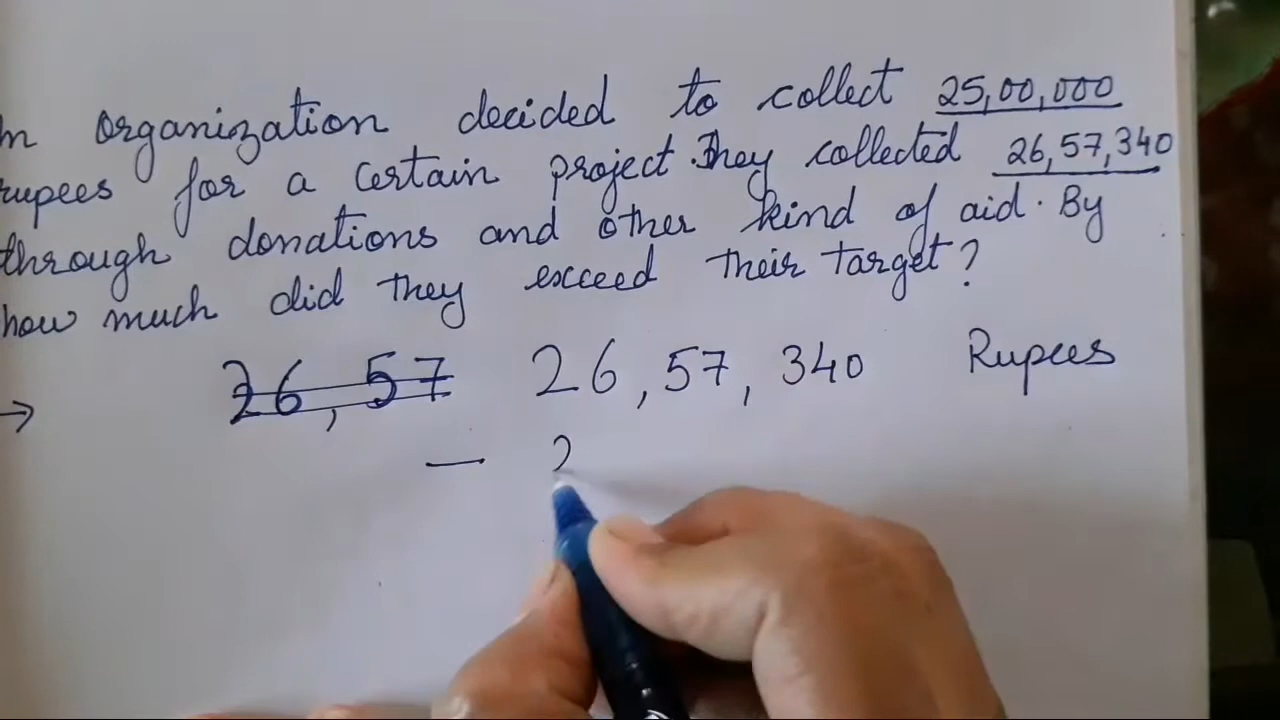 n organization decided to collect 25,00,000
rupees for a certain project. They collected 26,57,340
through donations and other kind of aid. By
how much did they exceed their target?
→ 26,57 26,57,340 Rupees
— 2